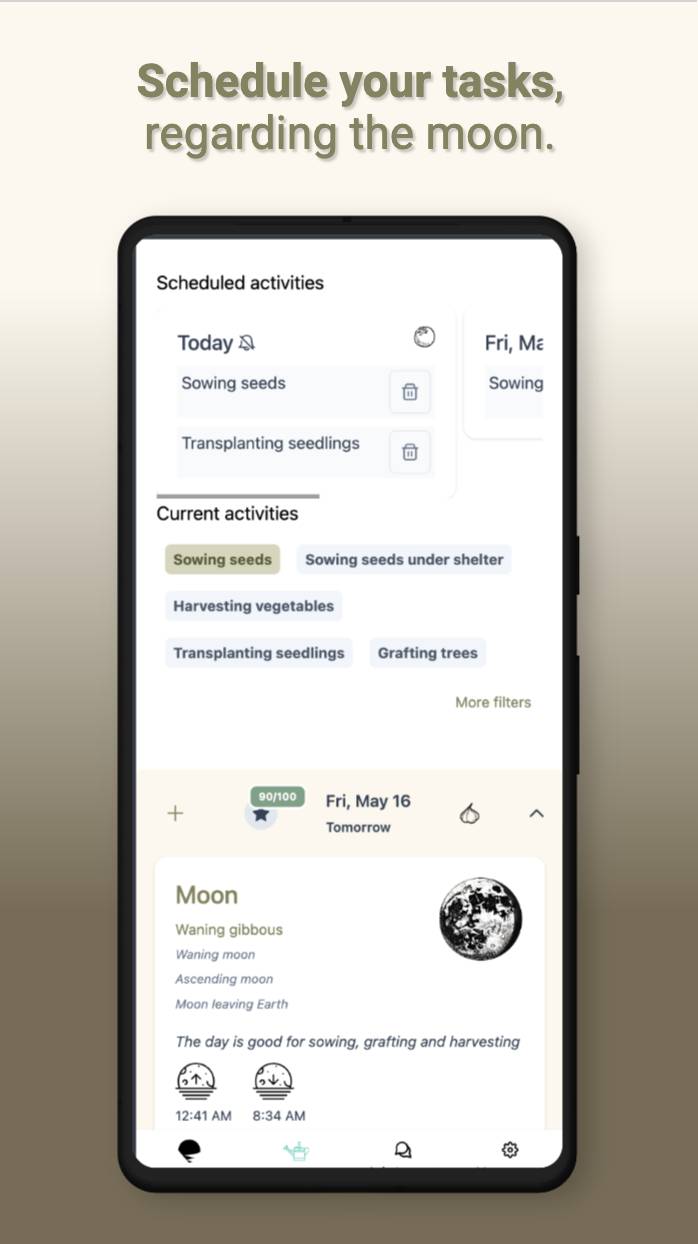 Schedule your tasks,
regarding the moon.
Scheduled activities
Today
Fri, Ma
Sowing seeds
Sowing
Transplanting seedlings
Current activities
Sowing seeds
Sowing seeds under shelter
Harvesting vegetables
Transplanting seedlings
Grafting trees
More filters
90/100
Fri, May 16
Tomorrow
Moon
Waning gibbous
Waning moon
Ascending moon
Moon leaving Earth
The day is good for sowing, grafting and harvesting
12:41 AM
8:34 AM